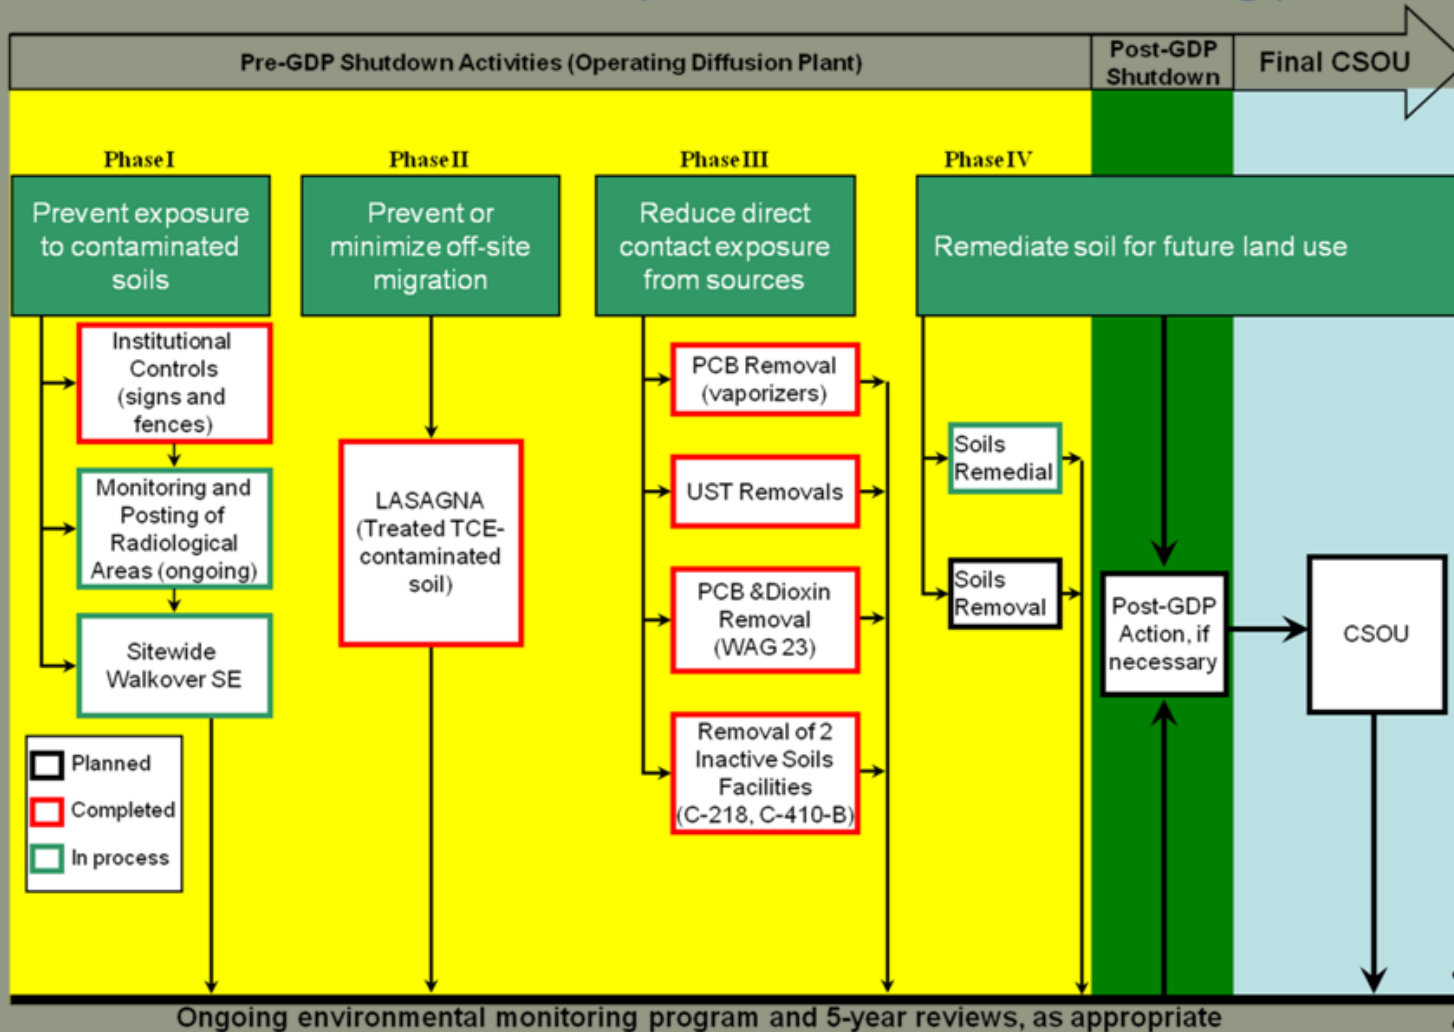 Pre-GDP Shutdown Activities (Operating Diffusion Plant)
Post-GDP
Shutdown
Final CSOU
Phase I
Phase II
Phase III
Phase IV
Prevent exposure
to contaminated
soils
Prevent or
minimize off-site
migration
Reduce direct
contact exposure
from sources
Remediate soil for future land use
Institutional
Controls
(signs and
fences)
Monitoring and
Posting of
Radiological
Areas (ongoing)
Sitewide
Walkover SE
LASAGNA
(Treated TCE-
contaminated
soil)
PCB Removal
(vaporizers)
UST Removals
PCB &Dioxin
Removal
(WAG 23)
Removal of 2
Inactive Soils
Facilities
(C-218, C-410-B)
Soils
Remedial
Soils
Removal
Post-GDP
Action, if
necessary
CSOU
Planned
Completed
In process
Ongoing environmental monitoring program and 5-year reviews, as appropriate